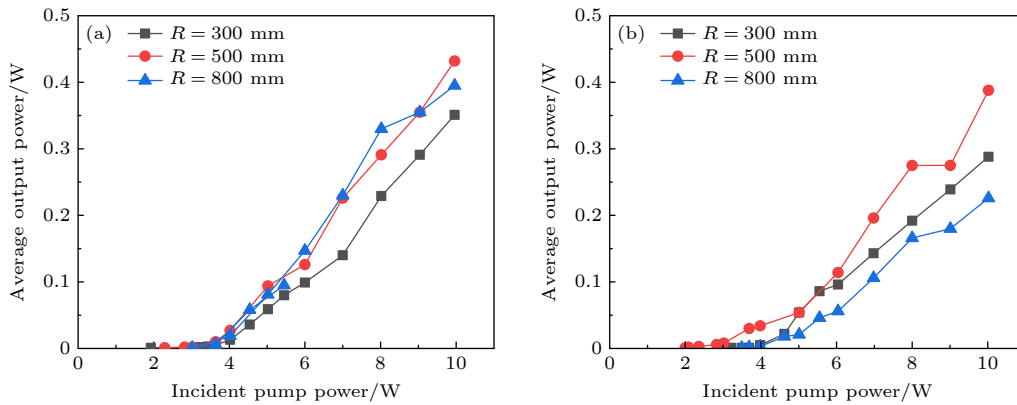 (a)
R = 300 mm
R = 500 mm
R = 800 mm
Average output power/W
0.5
0.4
0.3
0.2
0.1
0
0 2 4 6 8 10
Incident pump power/W
(b)
R = 300 mm
R = 500 mm
R = 800 mm
Average output power/W
0.5
0.4
0.3
0.2
0.1
0
0 2 4 6 8 10
Incident pump power/W